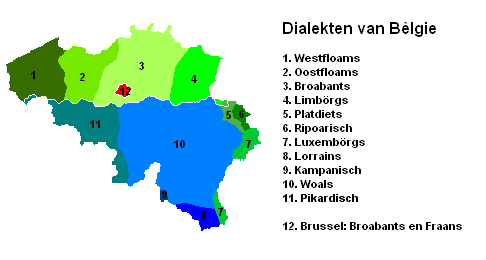 Dialekten van Bèlgie
1. Westfloams
2. Oostfloams
3. Broabants
4. Limbörgs
5. Platdiets
6. Ripoarisch
7. Luxembörgs
8. Lorrains
9. Kampanisch
10. Woals
11. Pikardisch
12. Brussel: Broabants en Fraans
1
2
3
4
12
5
6
7
11
10
9
8
7